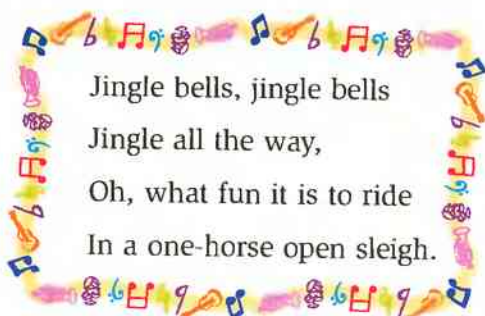 Jingle bells, jingle bells
Jingle all the way,
Oh, what fun it is to ride
In a one-horse open sleigh.